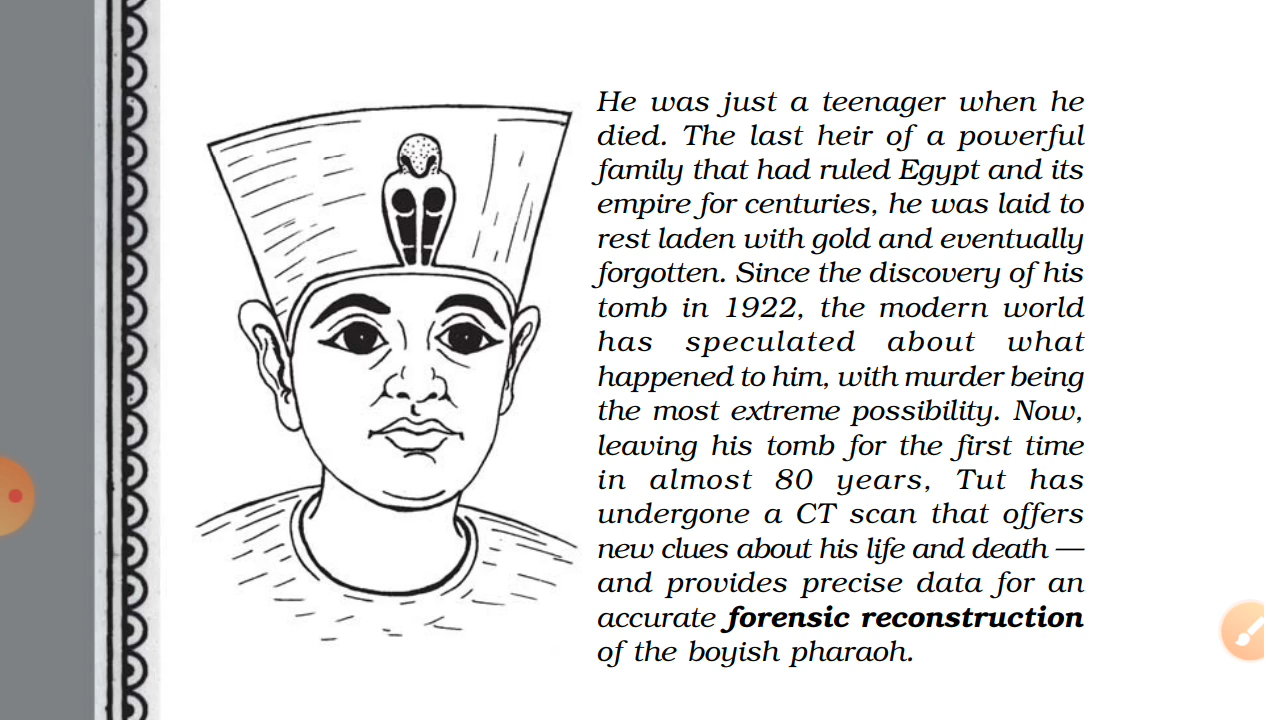 He was just a teenager when he
died. The last heir of a powerful
family that had ruled Egypt and its
empire for centuries, he was laid to
rest laden with gold and eventually
forgotten. Since the discovery of his
tomb in 1922, the modern world
has speculated about what
happened to him, with murder being
the most extreme possibility. Now,
leaving his tomb for the first time
in almost 80 years, Tut has
undergone a CT scan that offers
new clues about his life and death —
and provides precise data for an
accurate forensic reconstruction
of the boyish pharaoh.